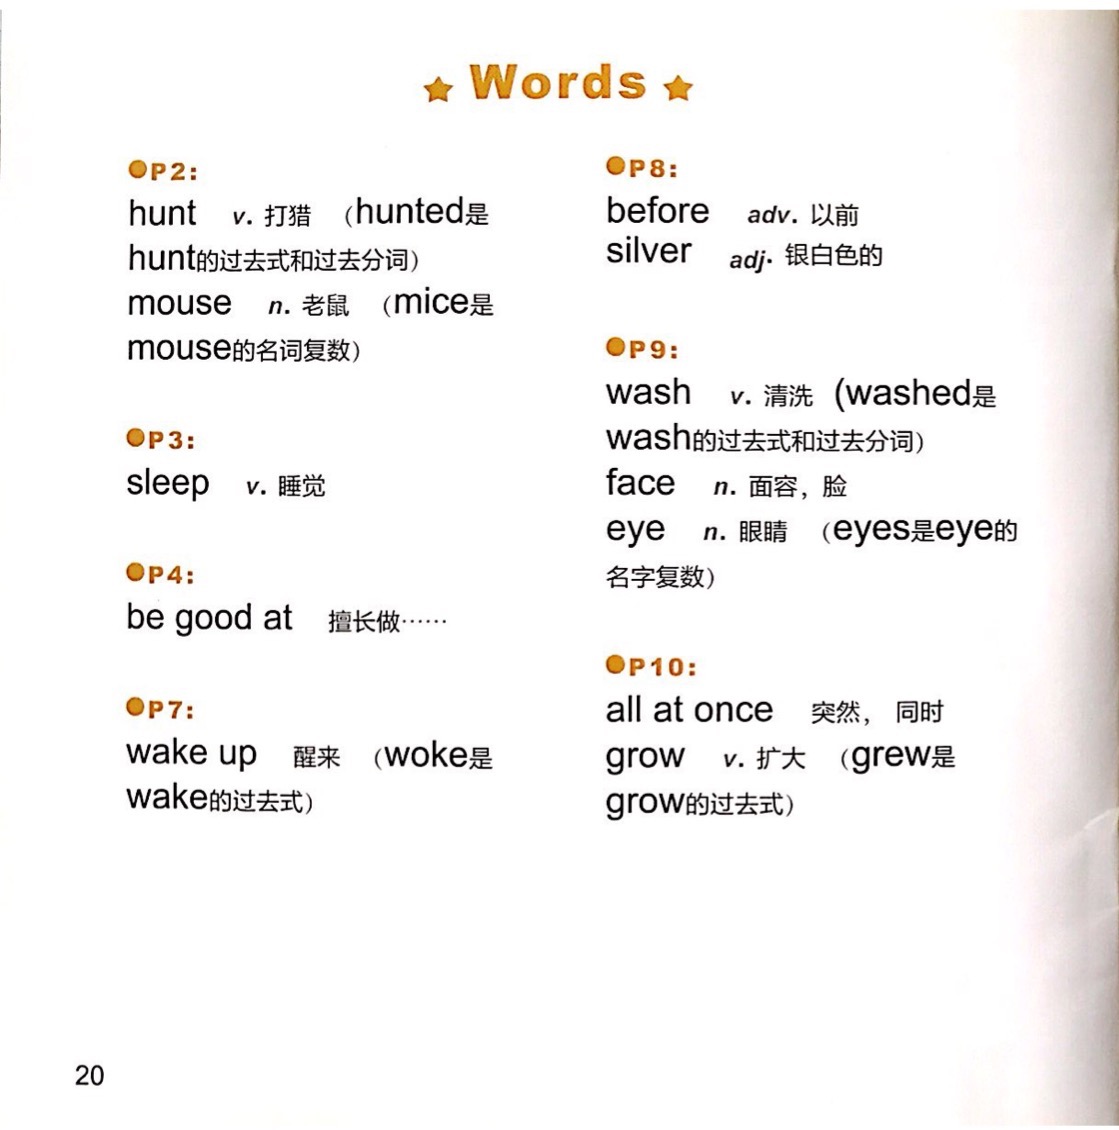 ★ Words ★
●P2:
hunt v. 打猎 （hunted是
hunt的过去式和过去分词）
mouse n. 老鼠 （mice是
mouse的名词复数）
●P3:
sleep v. 睡觉
●P4:
be good at 擅长做……
●P7:
wake up 醒来 （woke是
wake的过去式）
●P8:
before adv. 以前
silver adj. 银白色的
●P9:
wash v. 清洗 (washed是
wash的过去式和过去分词）
face n. 面容，脸
eye n. 眼睛 （eyes是eye的
名字复数）
●P10:
all at once 突然， 同时
grow v. 扩大 （grew是
grow的过去式）
20